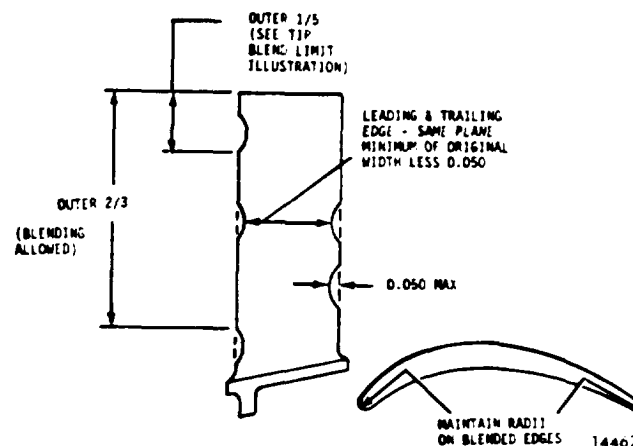 OUTER 1/5
(SEE TIP
BLEND LIMIT
ILLUSTRATION)
LEADING & TRAILING
EDGE - SAME PLANE
MINIMUM OF ORIGINAL
WIDTH LESS 0.050
OUTER 2/3
(BLENDING
ALLOWED)
0.050 MAX
MAINTAIN RADII
ON BLENDED EDGES